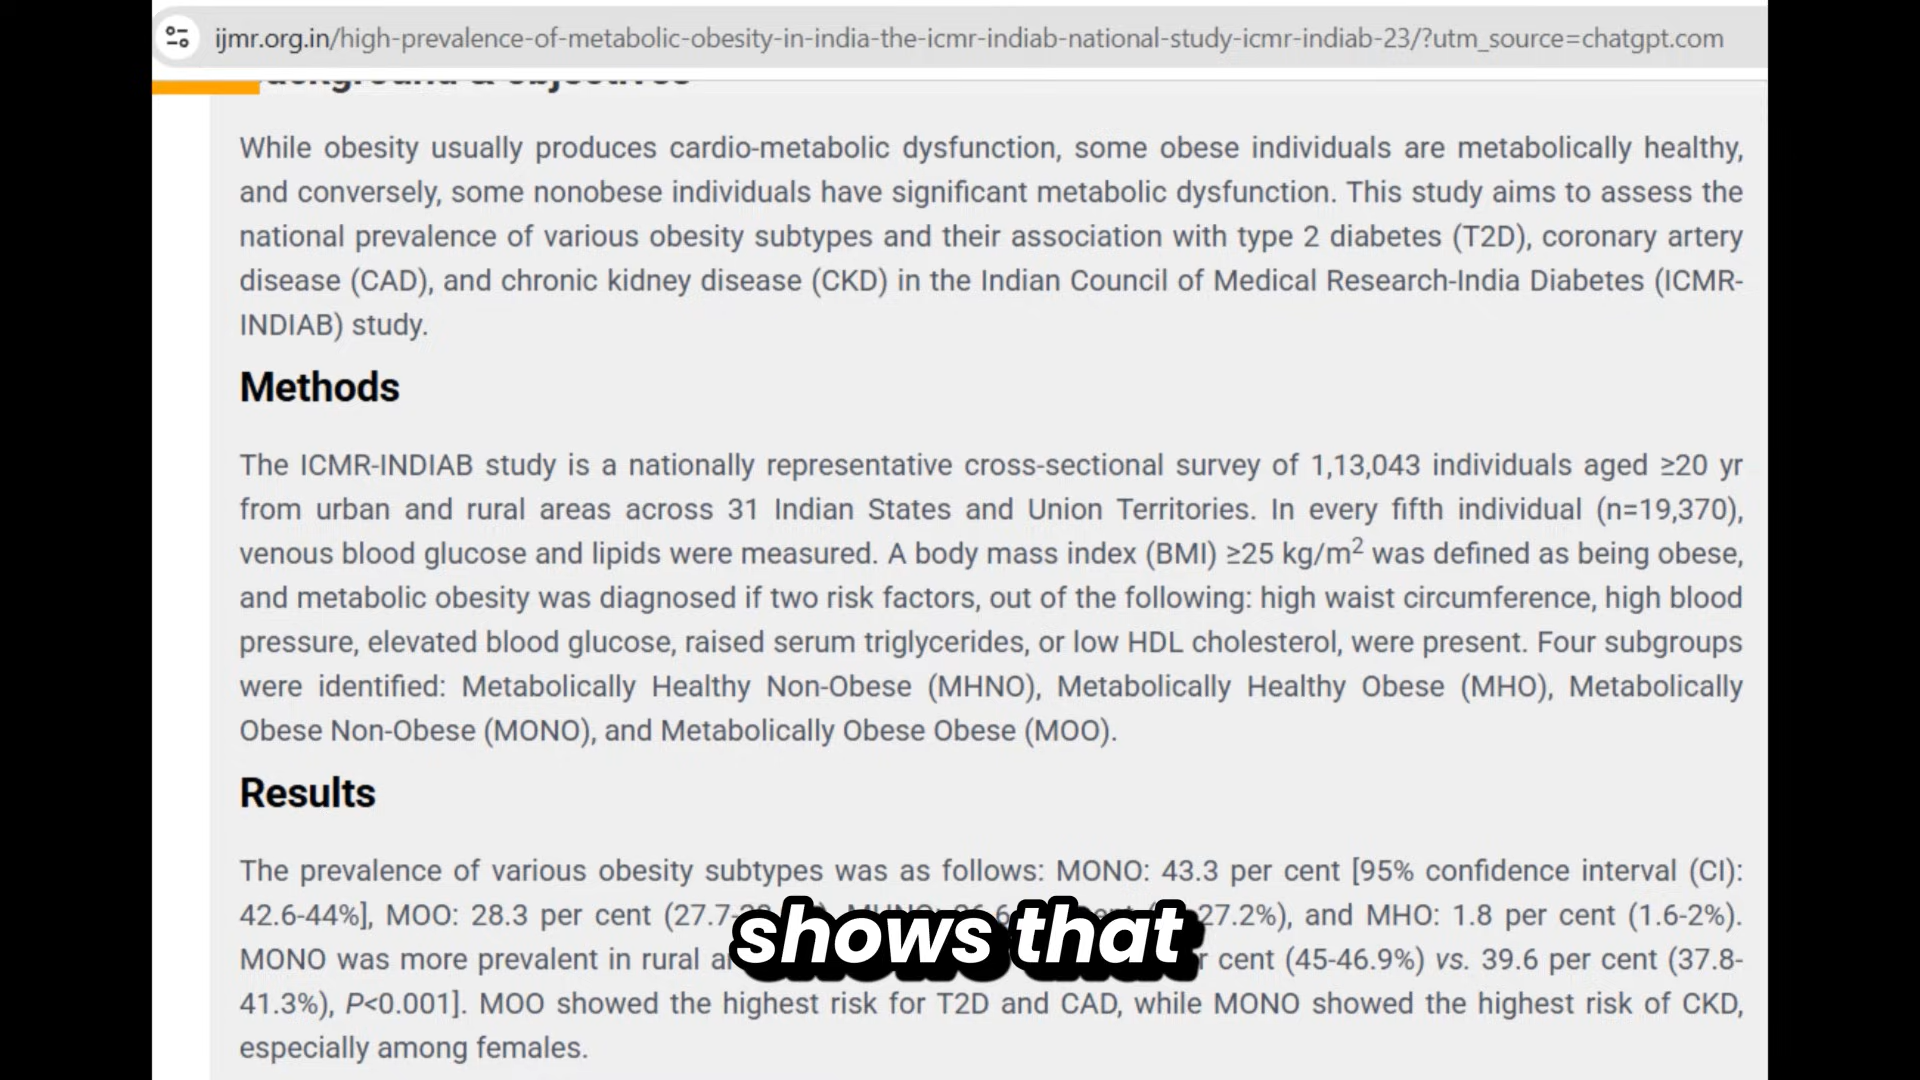 ijmr.org.in/high-prevalence-of-metabolic-obesity-in-india-the-icmr-indiab-national-study-icmr-indiab-23/?utm_source=chatgpt.com
While obesity usually produces cardio-metabolic dysfunction, some obese individuals are metabolically healthy,
and conversely, some nonobese individuals have significant metabolic dysfunction. This study aims to assess the
national prevalence of various obesity subtypes and their association with type 2 diabetes (T2D), coronary artery
disease (CAD), and chronic kidney disease (CKD) in the Indian Council of Medical Research-India Diabetes (ICMR-
INDIAB) study.
Methods
The ICMR-INDIAB study is a nationally representative cross-sectional survey of 1,13,043 individuals aged ≥20 yr
from urban and rural areas across 31 Indian States and Union Territories. In every fifth individual (n=19,370),
venous blood glucose and lipids were measured. A body mass index (BMI) ≥25 kg/m² was defined as being obese,
and metabolic obesity was diagnosed if two risk factors, out of the following: high waist circumference, high blood
pressure, elevated blood glucose, raised serum triglycerides, or low HDL cholesterol, were present. Four subgroups
were identified: Metabolically Healthy Non-Obese (MHNO), Metabolically Healthy Obese (MHO), Metabolically
Obese Non-Obese (MONO), and Metabolically Obese Obese (MOO).
Results
The prevalence of various obesity subtypes was as follows: MONO: 43.3 per cent [95% confidence interval (CI):
42.6-44%], MOO: 28.3 per cent 27.2%), and MHO: 1.8 per cent (1.6-2%).
shows that
MONO was more prevalent in rural cent (45-46.9%) vs. 39.6 per cent (37.8-
41.3%), P<0.001]. MOO showed the highest risk for T2D and CAD, while MONO showed the highest risk of CKD,
especially among females.